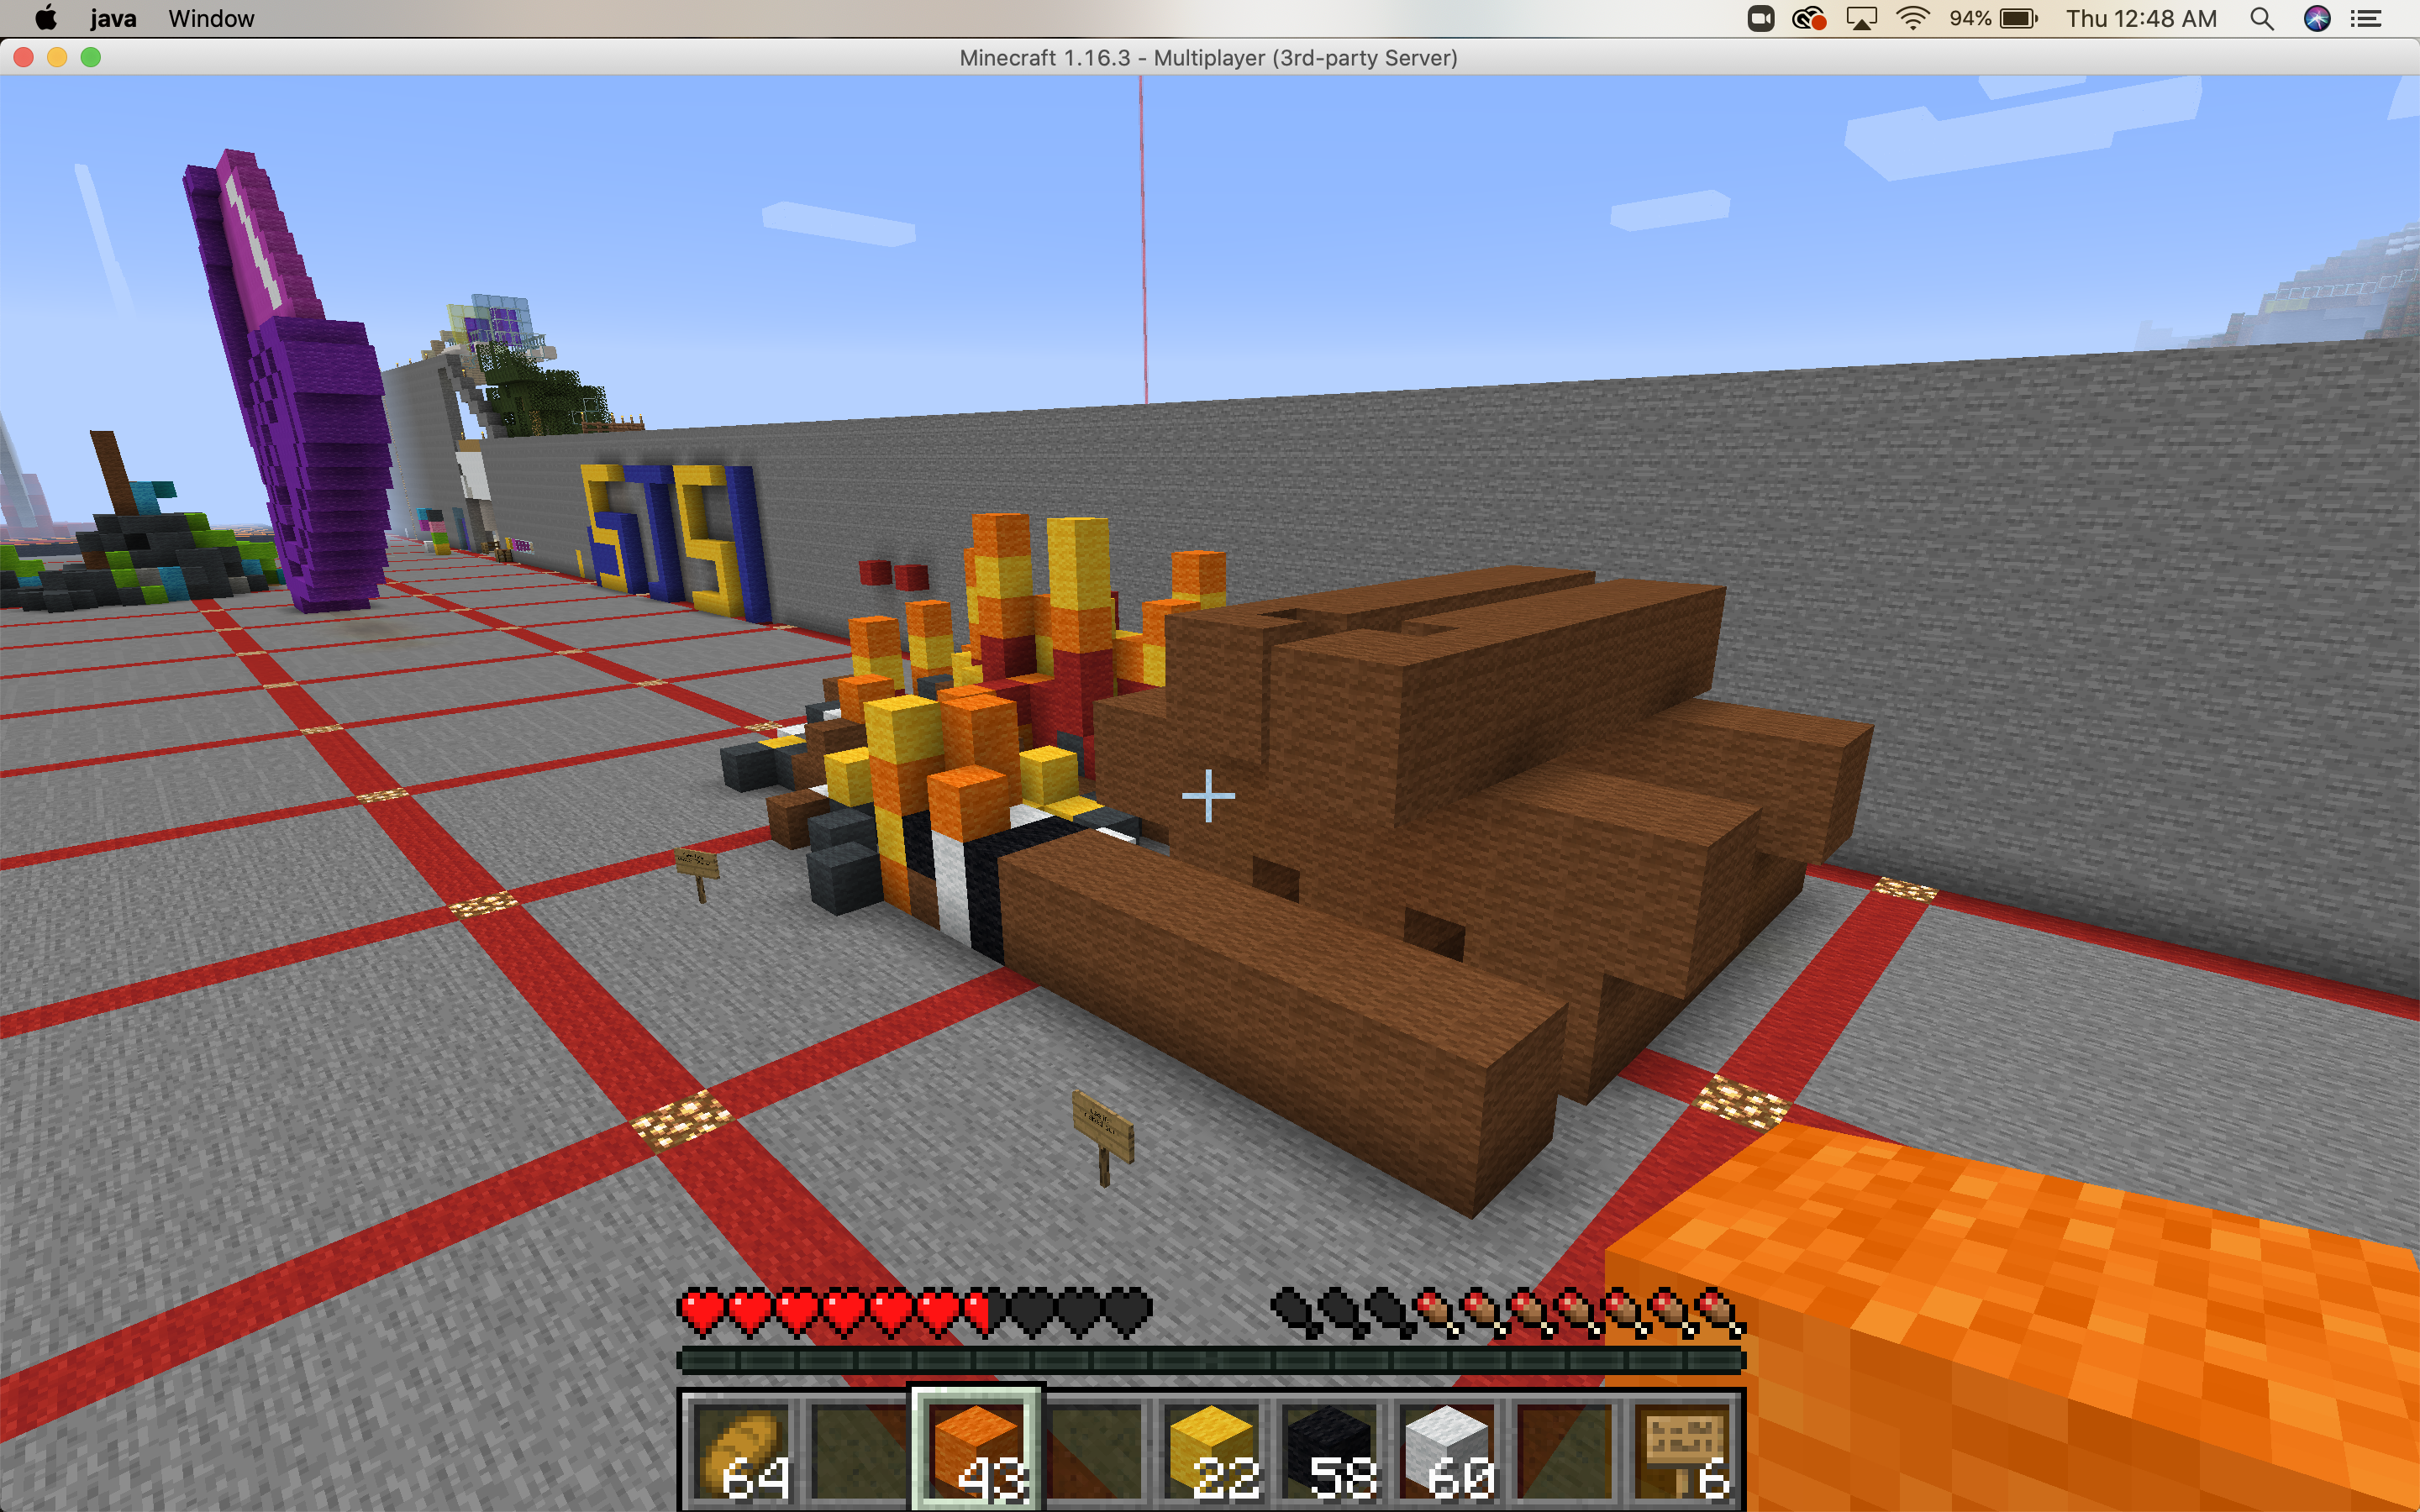 java Window
94% Thu 12:48 AM
Minecraft 1.16.3 - Multiplayer (3rd-party Server)
SJSU
64
43
22
58
60
6